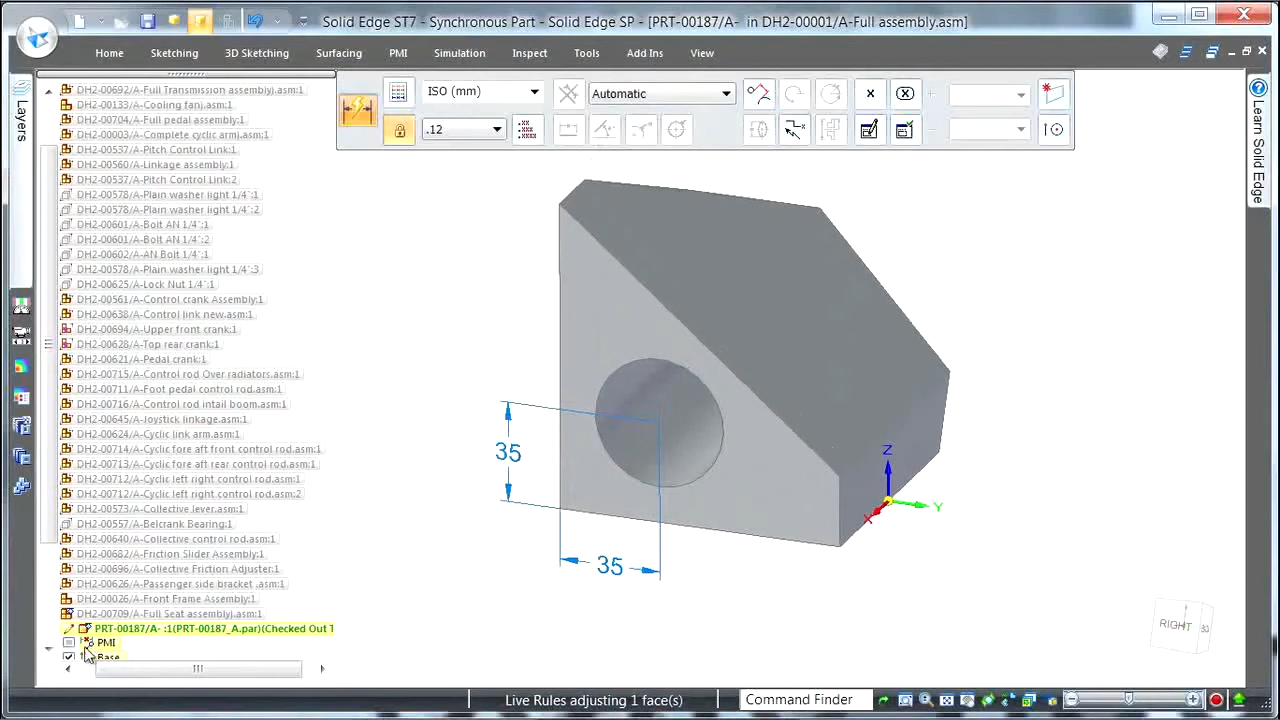 Solid Edge ST7 - Synchronous Part - Solid Edge SP - [PRT-00187/A- in DH2-00001/A-Full assembly.asm]
Home Sketching 3D Sketching Surfacing PMI Simulation Inspect Tools Add Ins View
ISO (mm)
Automatic
.12
Layers
Learn Solid Edge
DH2-00692/A-Full Transmission assembly).asm:1
DH2-00133/A-Cooling fan).asm:1
DH2-00704/A-Full pedal assembly:1
DH2-00003/A-Complete cyclic arm).asm:1
DH2-00537/A-Pitch Control Link:1
DH2-00560/A-Linkage assembly:1
DH2-00537/A-Pitch Control Link:2
DH2-00578/A-Plain washer light 1/4":1
DH2-00578/A-Plain washer light 1/4":2
DH2-00601/A-Bolt AN 1/4":1
DH2-00601/A-Bolt AN 1/4":2
DH2-00602/A-AN Bolt 1/4":1
DH2-00578/A-Plain washer light 1/4":3
DH2-00625/A-Lock Nut 1/4":1
DH2-00561/A-Control crank Assembly:1
DH2-00638/A-Control link new.asm:1
DH2-00694/A-Upper front crank:1
DH2-00628/A-Top rear crank:1
DH2-00621/A-Pedal crank:1
DH2-00715/A-Control rod Over radiators.asm:1
DH2-00711/A-Foot pedal control rod.asm:1
DH2-00716/A-Control rod intail boom.asm:1
DH2-00645/A-Joystick linkage.asm:1
DH2-00624/A-Cyclic link arm.asm:1
DH2-00714/A-Cyclic fore aft front control rod.asm:1
DH2-00713/A-Cyclic fore aft rear control rod.asm:1
DH2-00712/A-Cyclic left right control rod.asm:1
DH2-00712/A-Cyclic left right control rod.asm:2
DH2-00573/A-Collective lever.asm:1
DH2-00557/A-Belcrank Bearing:1
DH2-00640/A-Collective control rod.asm:1
DH2-00682/A-Friction Slider Assembly:1
DH2-00696/A-Collective Friction Adjuster:1
DH2-00626/A-Passenger side bracket .asm:1
DH2-00026/A-Front Frame Assembly:1
DH2-00709/A-Full Seat assembly).asm:1
PRT-00187/A- :1(PRT-00187_A.par)(Checked Out T
PMI
Base
35
35
Z
Y
X
RIGHT
Live Rules adjusting 1 face(s)
Command Finder